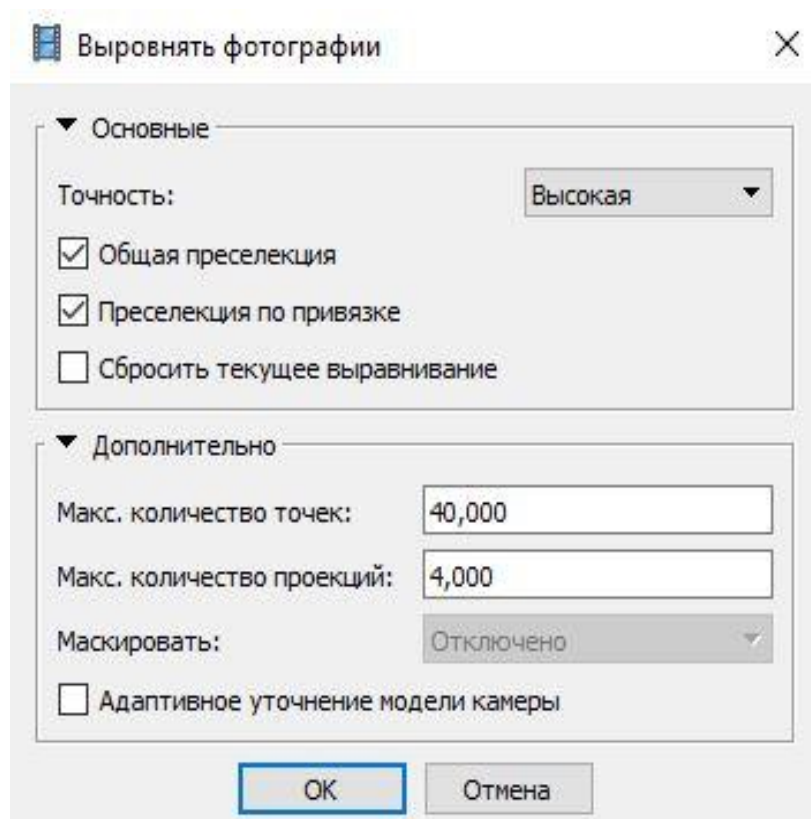 Выровнять фотографии
Основные
Точность: Высокая
Общая преселекция
Преселекция по привязке
Сбросить текущее выравнивание
Дополнительно
Макс. количество точек: 40,000
Макс. количество проекций: 4,000
Маскировать: Отключено
Адаптивное уточнение модели камеры
OK Отмена